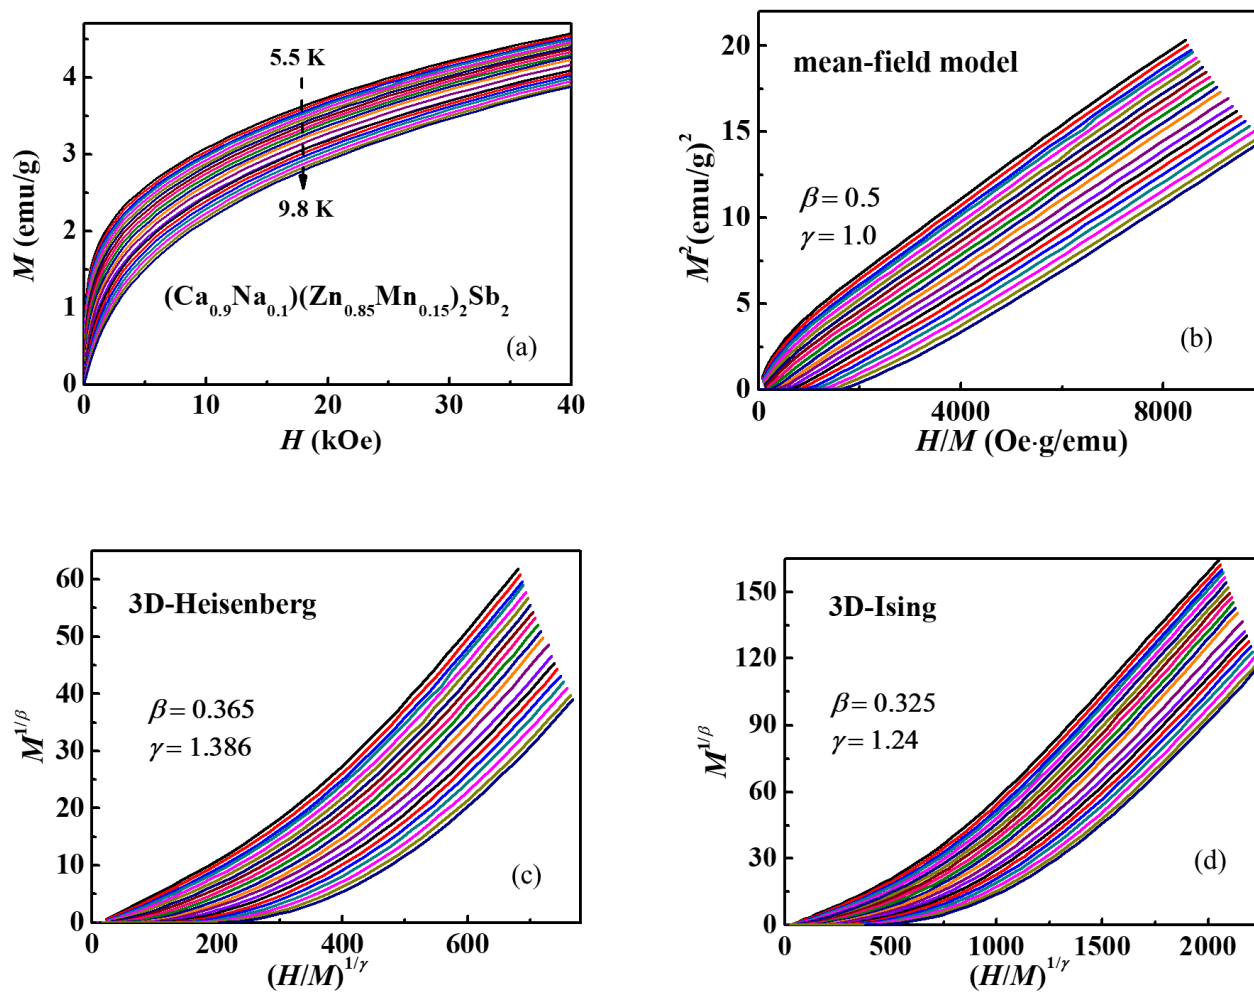 5.5 K
9.8 K
(Ca0.9Na0.1)(Zn0.85Mn0.15)2Sb2
(a)
M (emu/g)
4
3
2
1
0
0 10 20 30 40
H (kOe)
mean-field model
β = 0.5
γ = 1.0
(b)
M²(emu/g)²
20
15
10
5
0
0 4000 8000
H/M (Oe·g/emu)
3D-Heisenberg
β = 0.365
γ = 1.386
(c)
M^1/β
60
50
40
30
20
10
0
0 200 400 600
(H/M)^1/γ
3D-Ising
β = 0.325
γ = 1.24
(d)
M^1/β
150
120
90
60
30
0
0 500 1000 1500 2000
(H/M)^1/γ